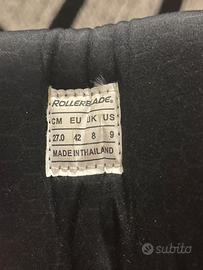 ROLLERBLADE®
CM EU UK US
27.0 42 8 9
MADE IN THAILAND
subito